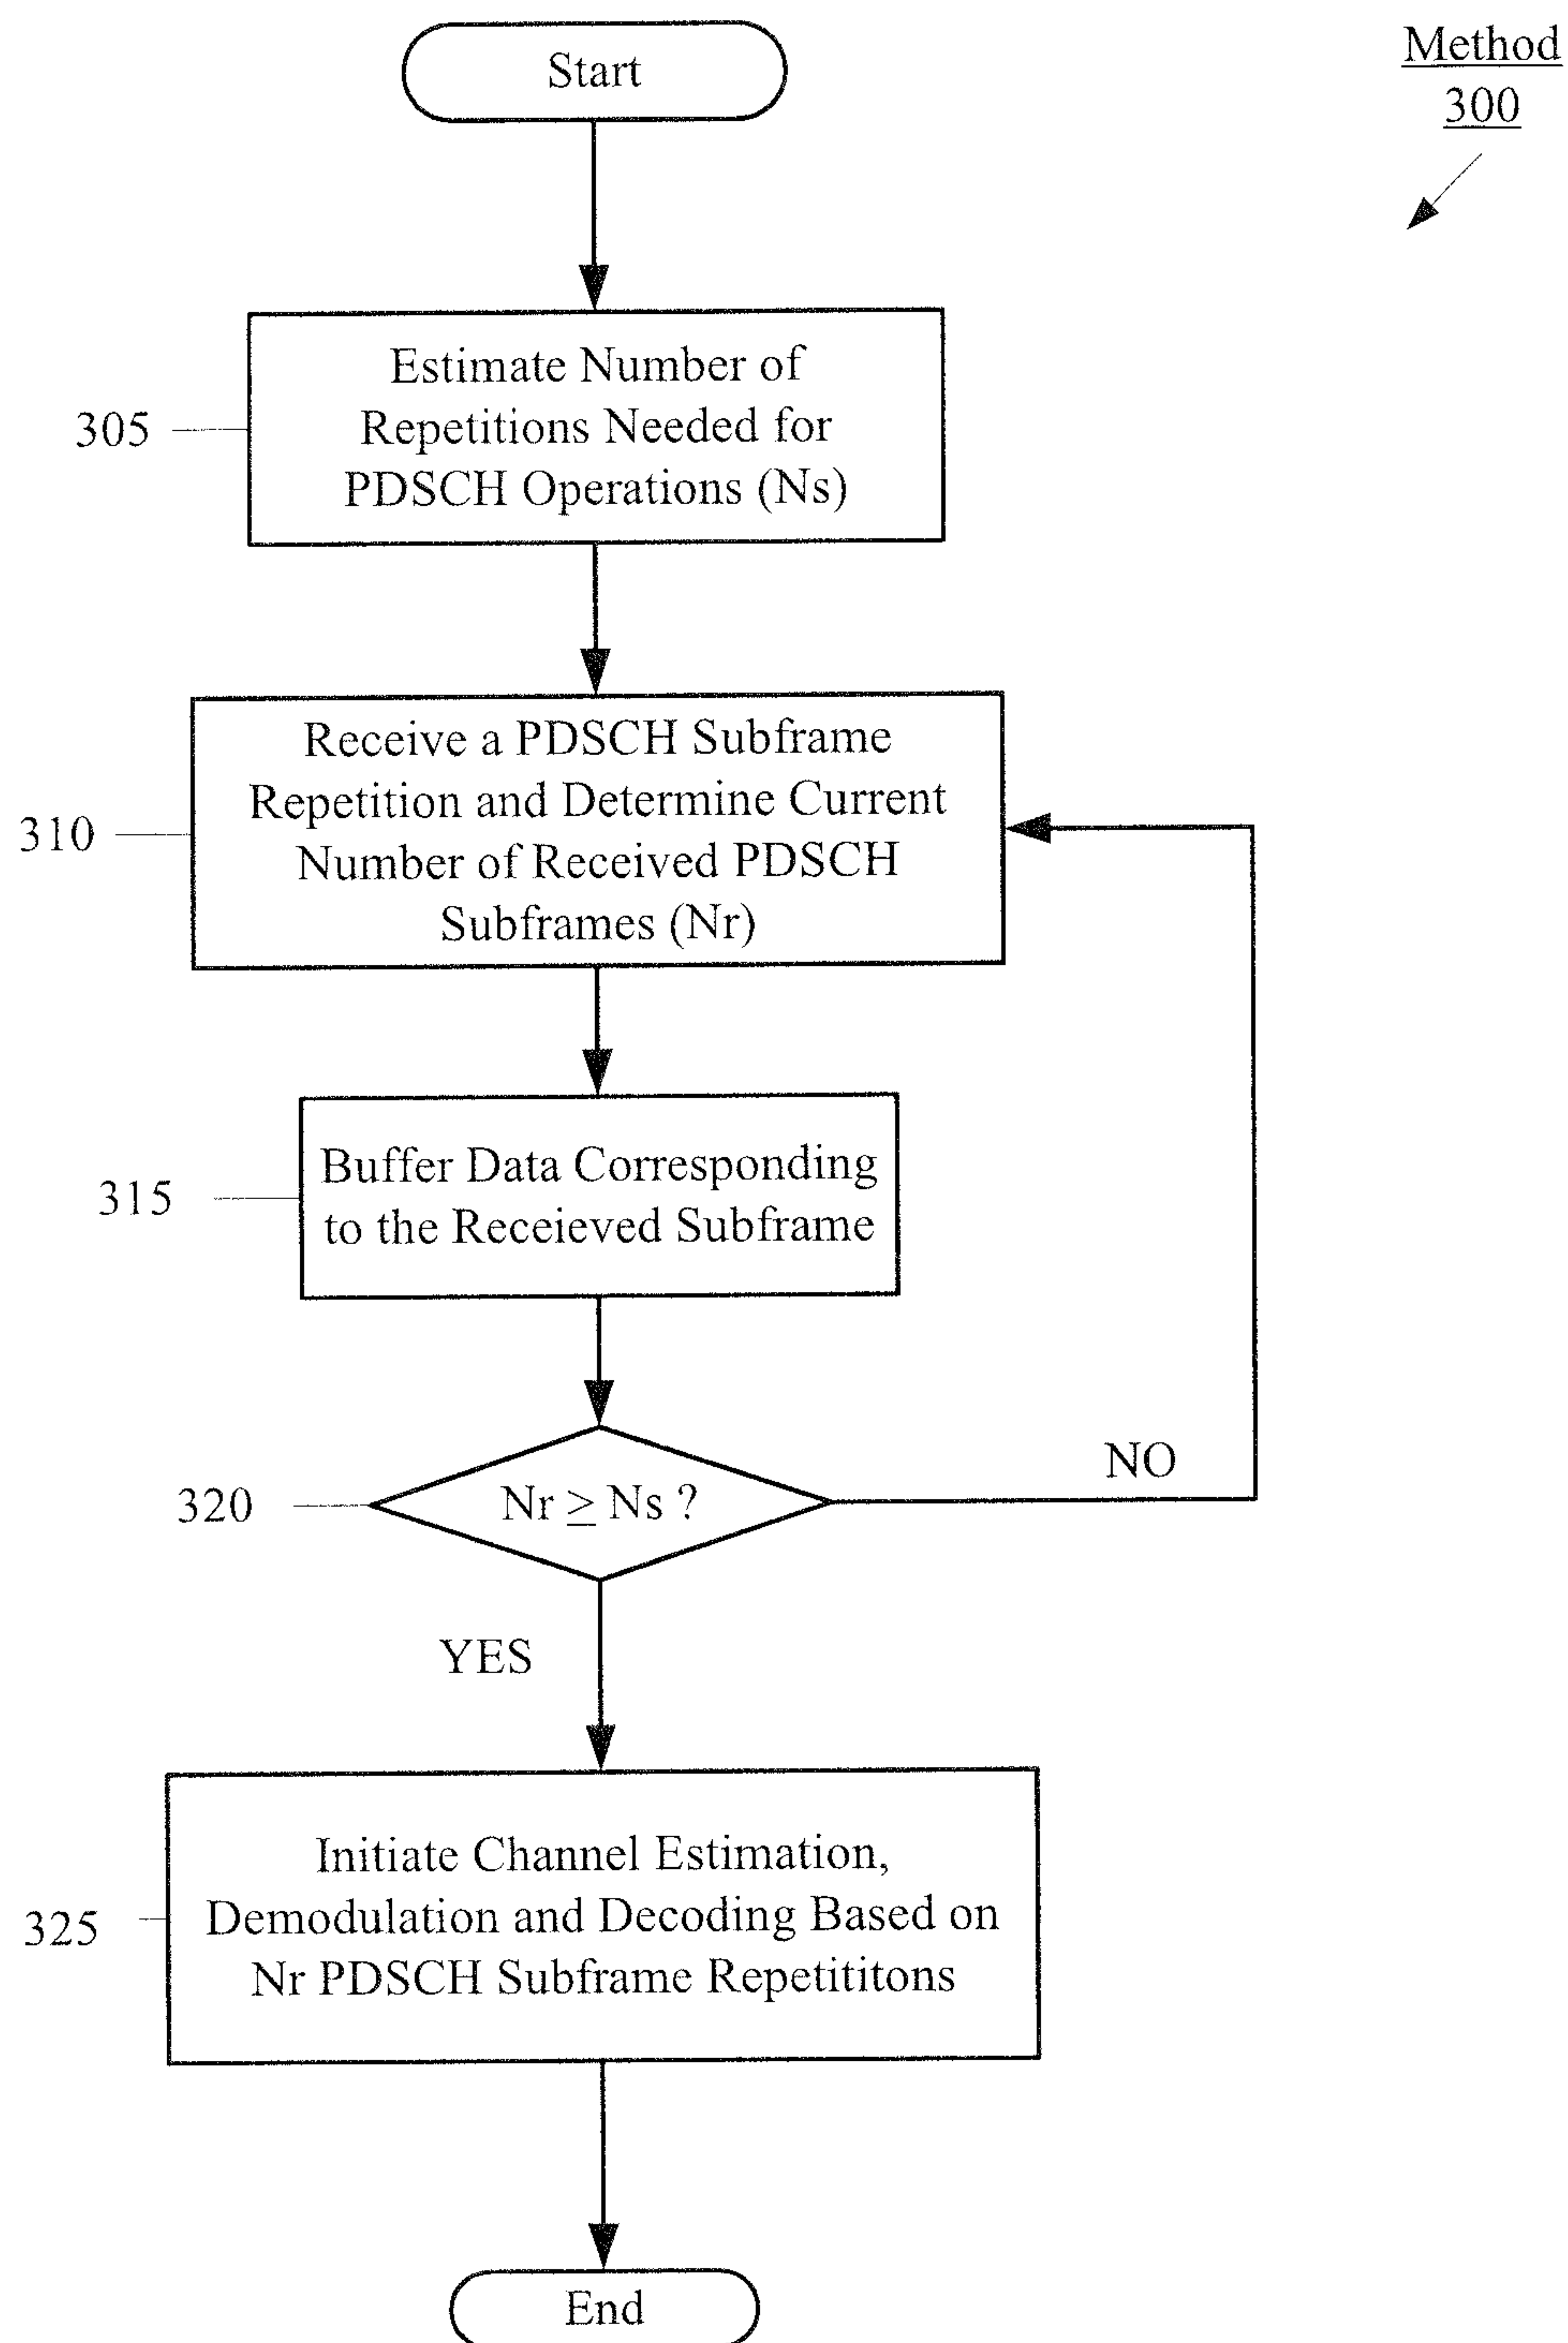 Start
Method
300
305
Estimate Number of
Repetitions Needed for
PDSCH Operations (Ns)
310
Receive a PDSCH Subframe
Repetition and Determine Current
Number of Received PDSCH
Subframes (Nr)
315
Buffer Data Corresponding
to the Receieved Subframe
320
Nr ≥ Ns ?
NO
YES
325
Initiate Channel Estimation,
Demodulation and Decoding Based on
Nr PDSCH Subframe Repetititons
End